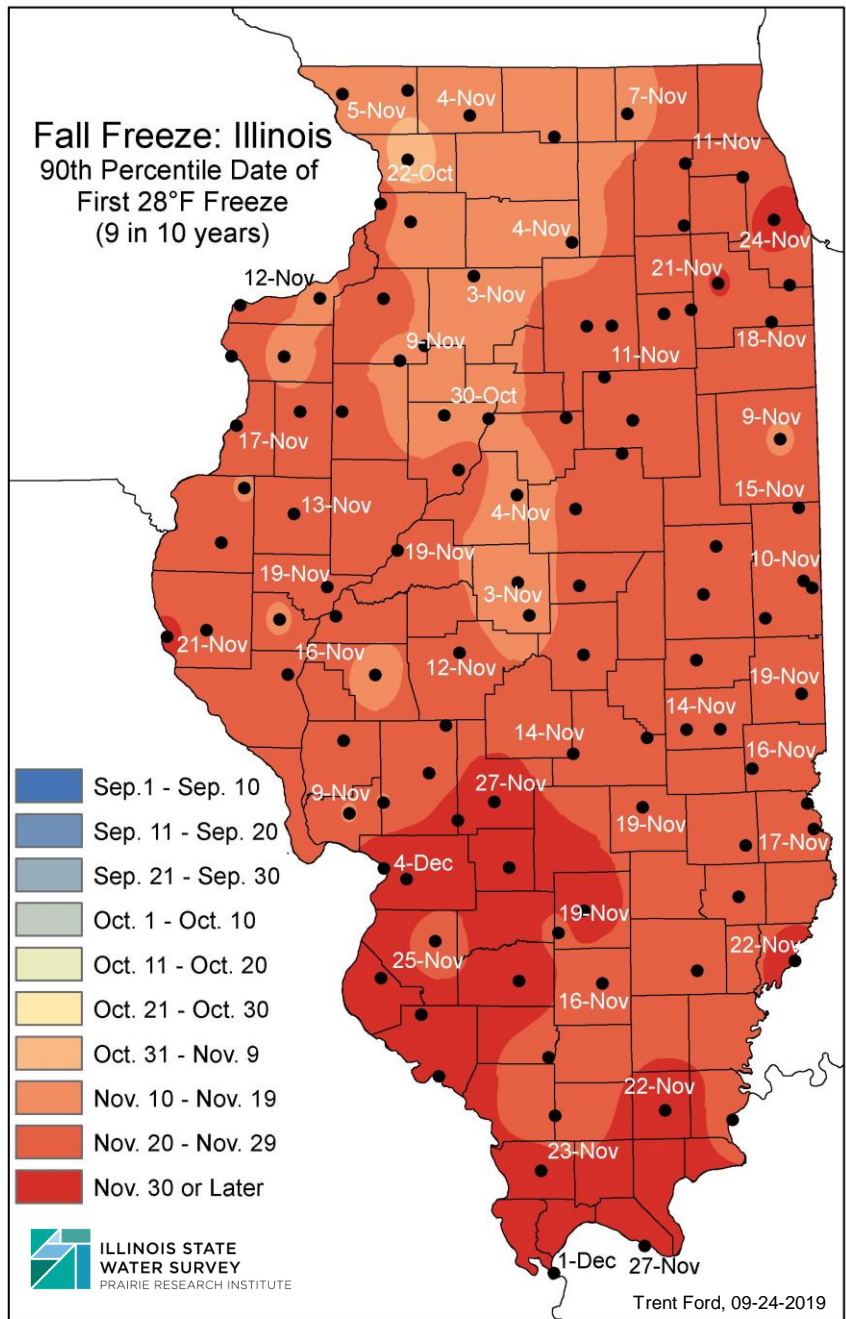 Fall Freeze: Illinois
90th Percentile Date of
First 28°F Freeze
(9 in 10 years)
5-Nov
4-Nov
7-Nov
11-Nov
22-Oct
4-Nov
24-Nov
21-Nov
12-Nov
3-Nov
18-Nov
9-Nov
11-Nov
30-Oct
9-Nov
17-Nov
15-Nov
4-Nov
13-Nov
19-Nov
10-Nov
19-Nov
3-Nov
21-Nov
16-Nov
12-Nov
19-Nov
14-Nov
14-Nov
16-Nov
27-Nov
9-Nov
19-Nov
17-Nov
4-Dec
19-Nov
22-Nov
25-Nov
16-Nov
22-Nov
23-Nov
1-Dec
27-Nov
Sep.1 - Sep. 10
Sep. 11 - Sep. 20
Sep. 21 - Sep. 30
Oct. 1 - Oct. 10
Oct. 11 - Oct. 20
Oct. 21 - Oct. 30
Oct. 31 - Nov. 9
Nov. 10 - Nov. 19
Nov. 20 - Nov. 29
Nov. 30 or Later
ILLINOIS STATE
WATER SURVEY
PRAIRIE RESEARCH INSTITUTE
Trent Ford, 09-24-2019